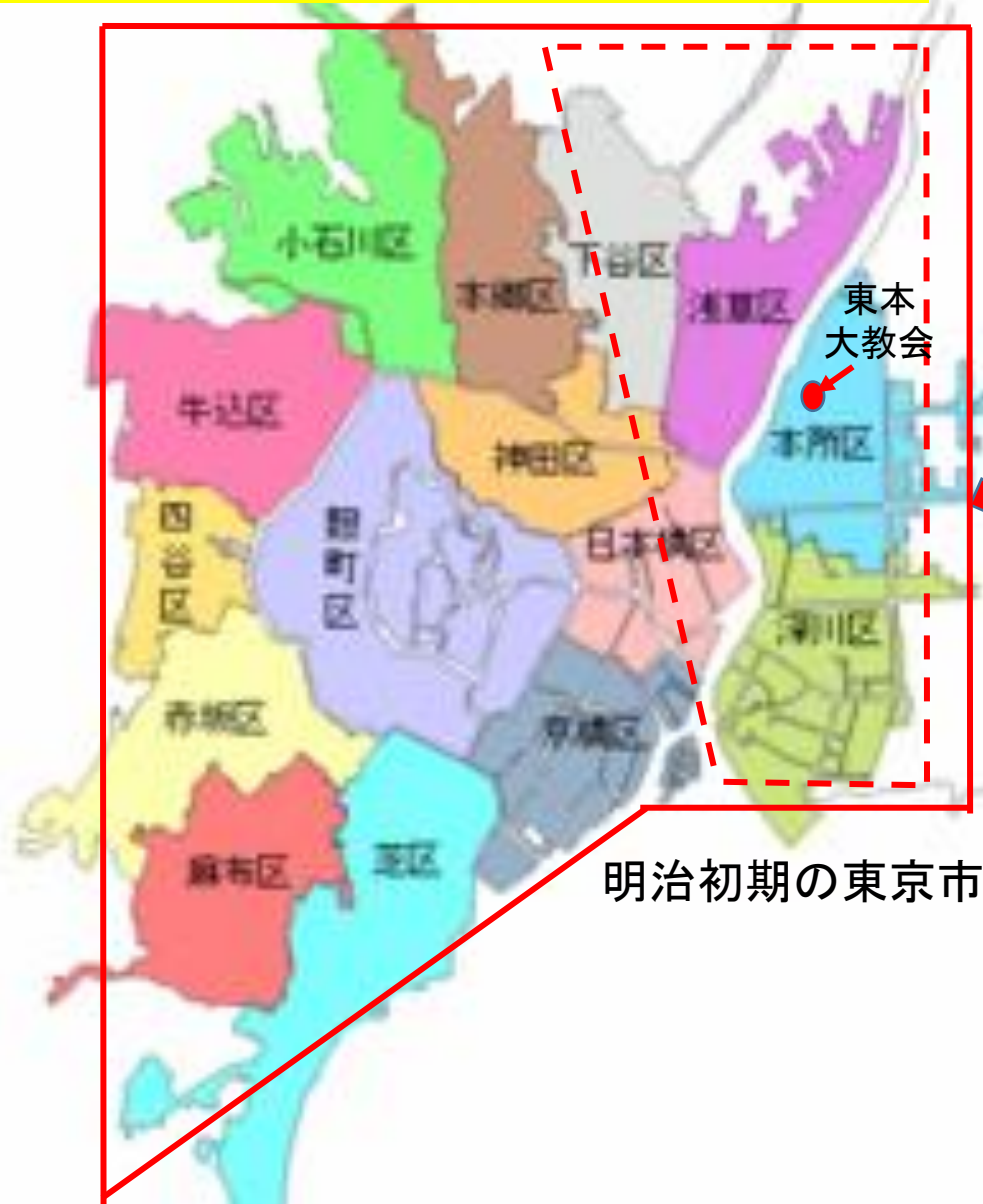 小石川区
本郷区
下谷区
浅草区
東本
大教会
牛込区
神田区
本所区
四谷区
麹町区
日本橋区
深川区
赤坂区
京橋区
麻布区
芝区
明治初期の東京市